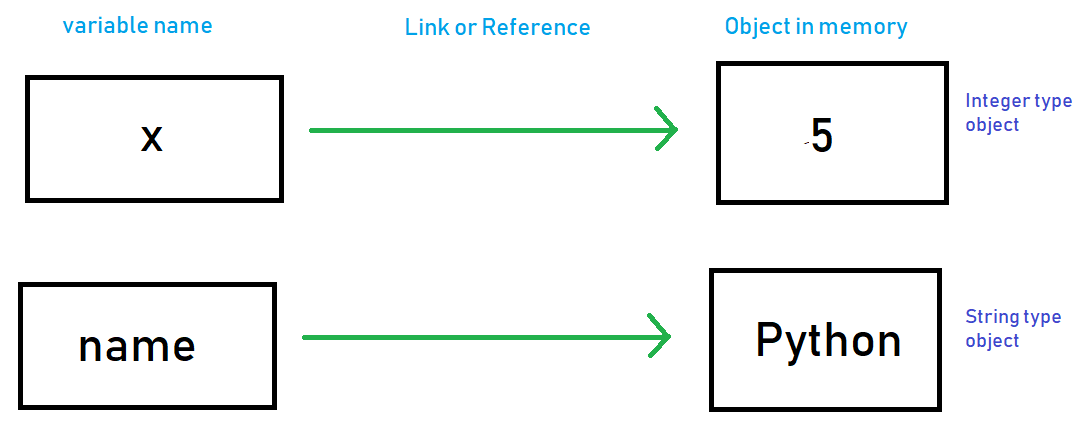 variable name
Link or Reference
Object in memory
x
5
Integer type
object
name
Python
String type
object